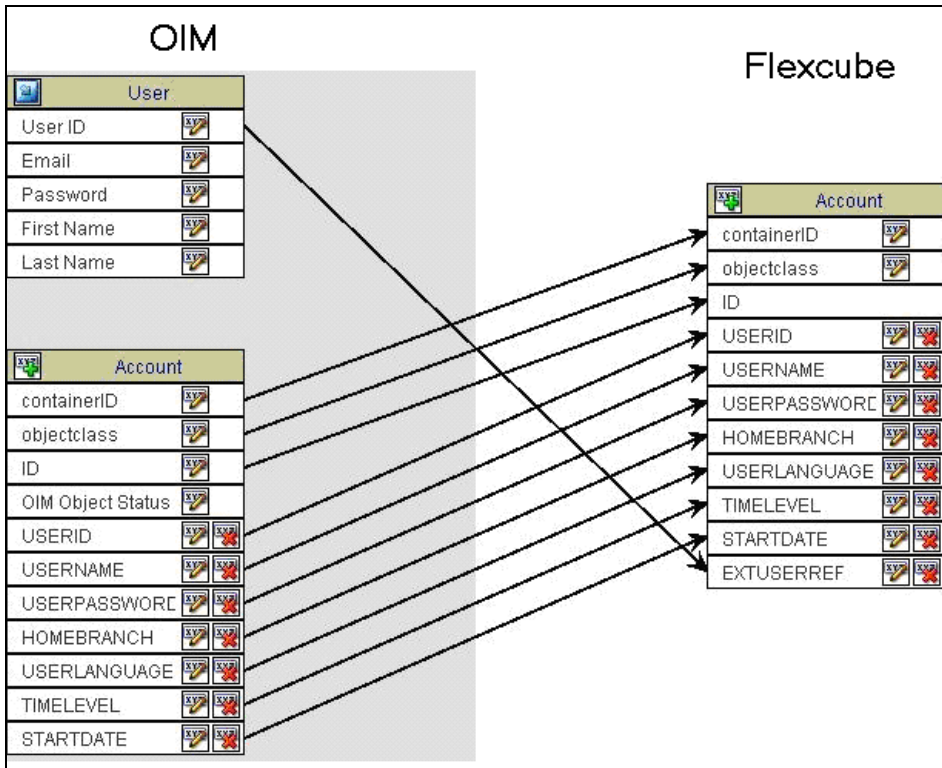 OIM
User
User ID
Email
Password
First Name
Last Name
Account
containerID
objectclass
ID
OIM Object Status
USERID
USERNAME
USERPASSWORD
HOMEBRANCH
USERLANGUAGE
TIMELEVEL
STARTDATE
Flexcube
Account
containerID
objectclass
ID
USERID
USERNAME
USERPASSWORD
HOMEBRANCH
USERLANGUAGE
TIMELEVEL
STARTDATE
EXTUSERREF